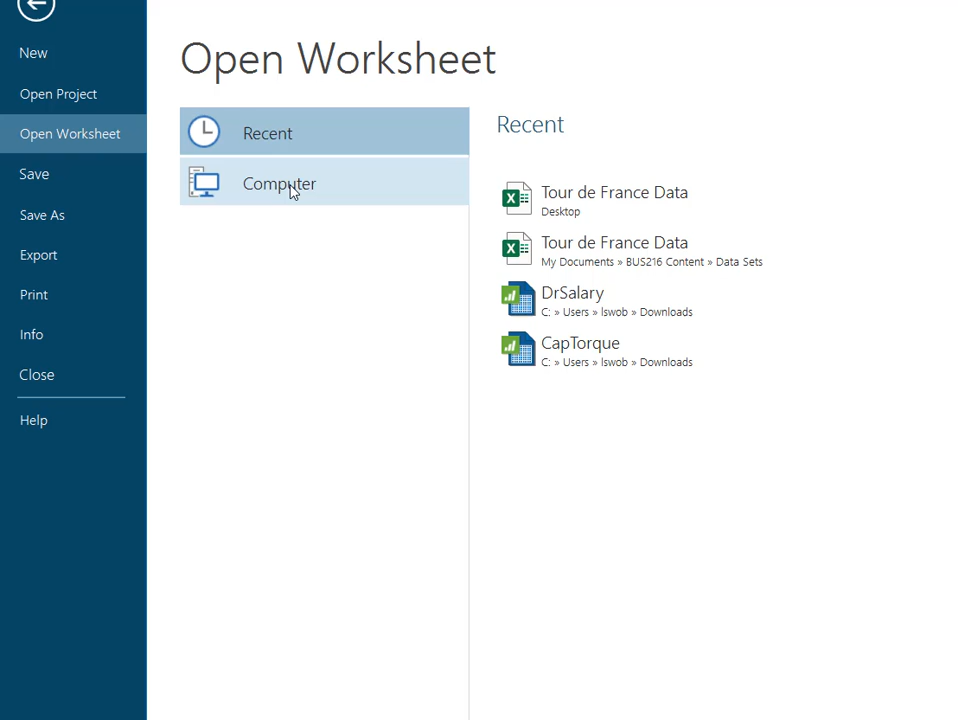 New
Open Project
Open Worksheet
Save
Save As
Export
Print
Info
Close
Help
Open Worksheet
Recent
Computer
Recent
Tour de France Data
Desktop
Tour de France Data
My Documents » BUS216 Content » Data Sets
DrSalary
C: » Users » lswob » Downloads
CapTorque
C: » Users » lswob » Downloads